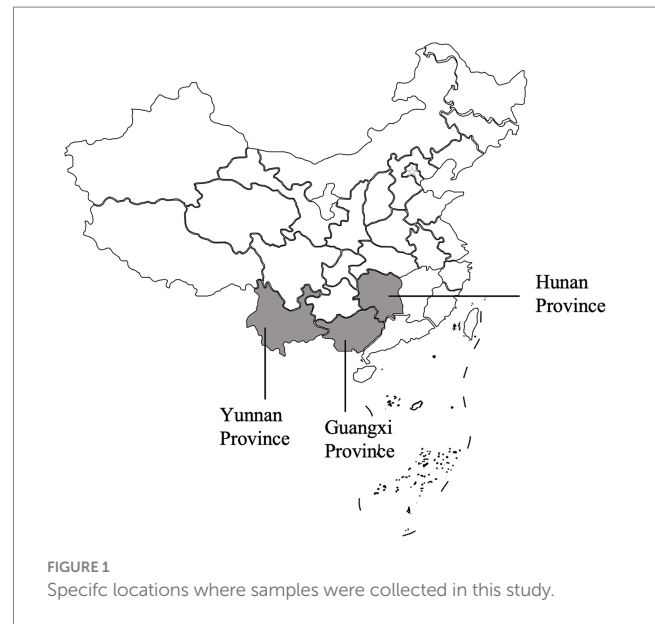 Hunan
Province
Yunnan
Province
Guangxi
Province
FIGURE 1
Specifc locations where samples were collected in this study.